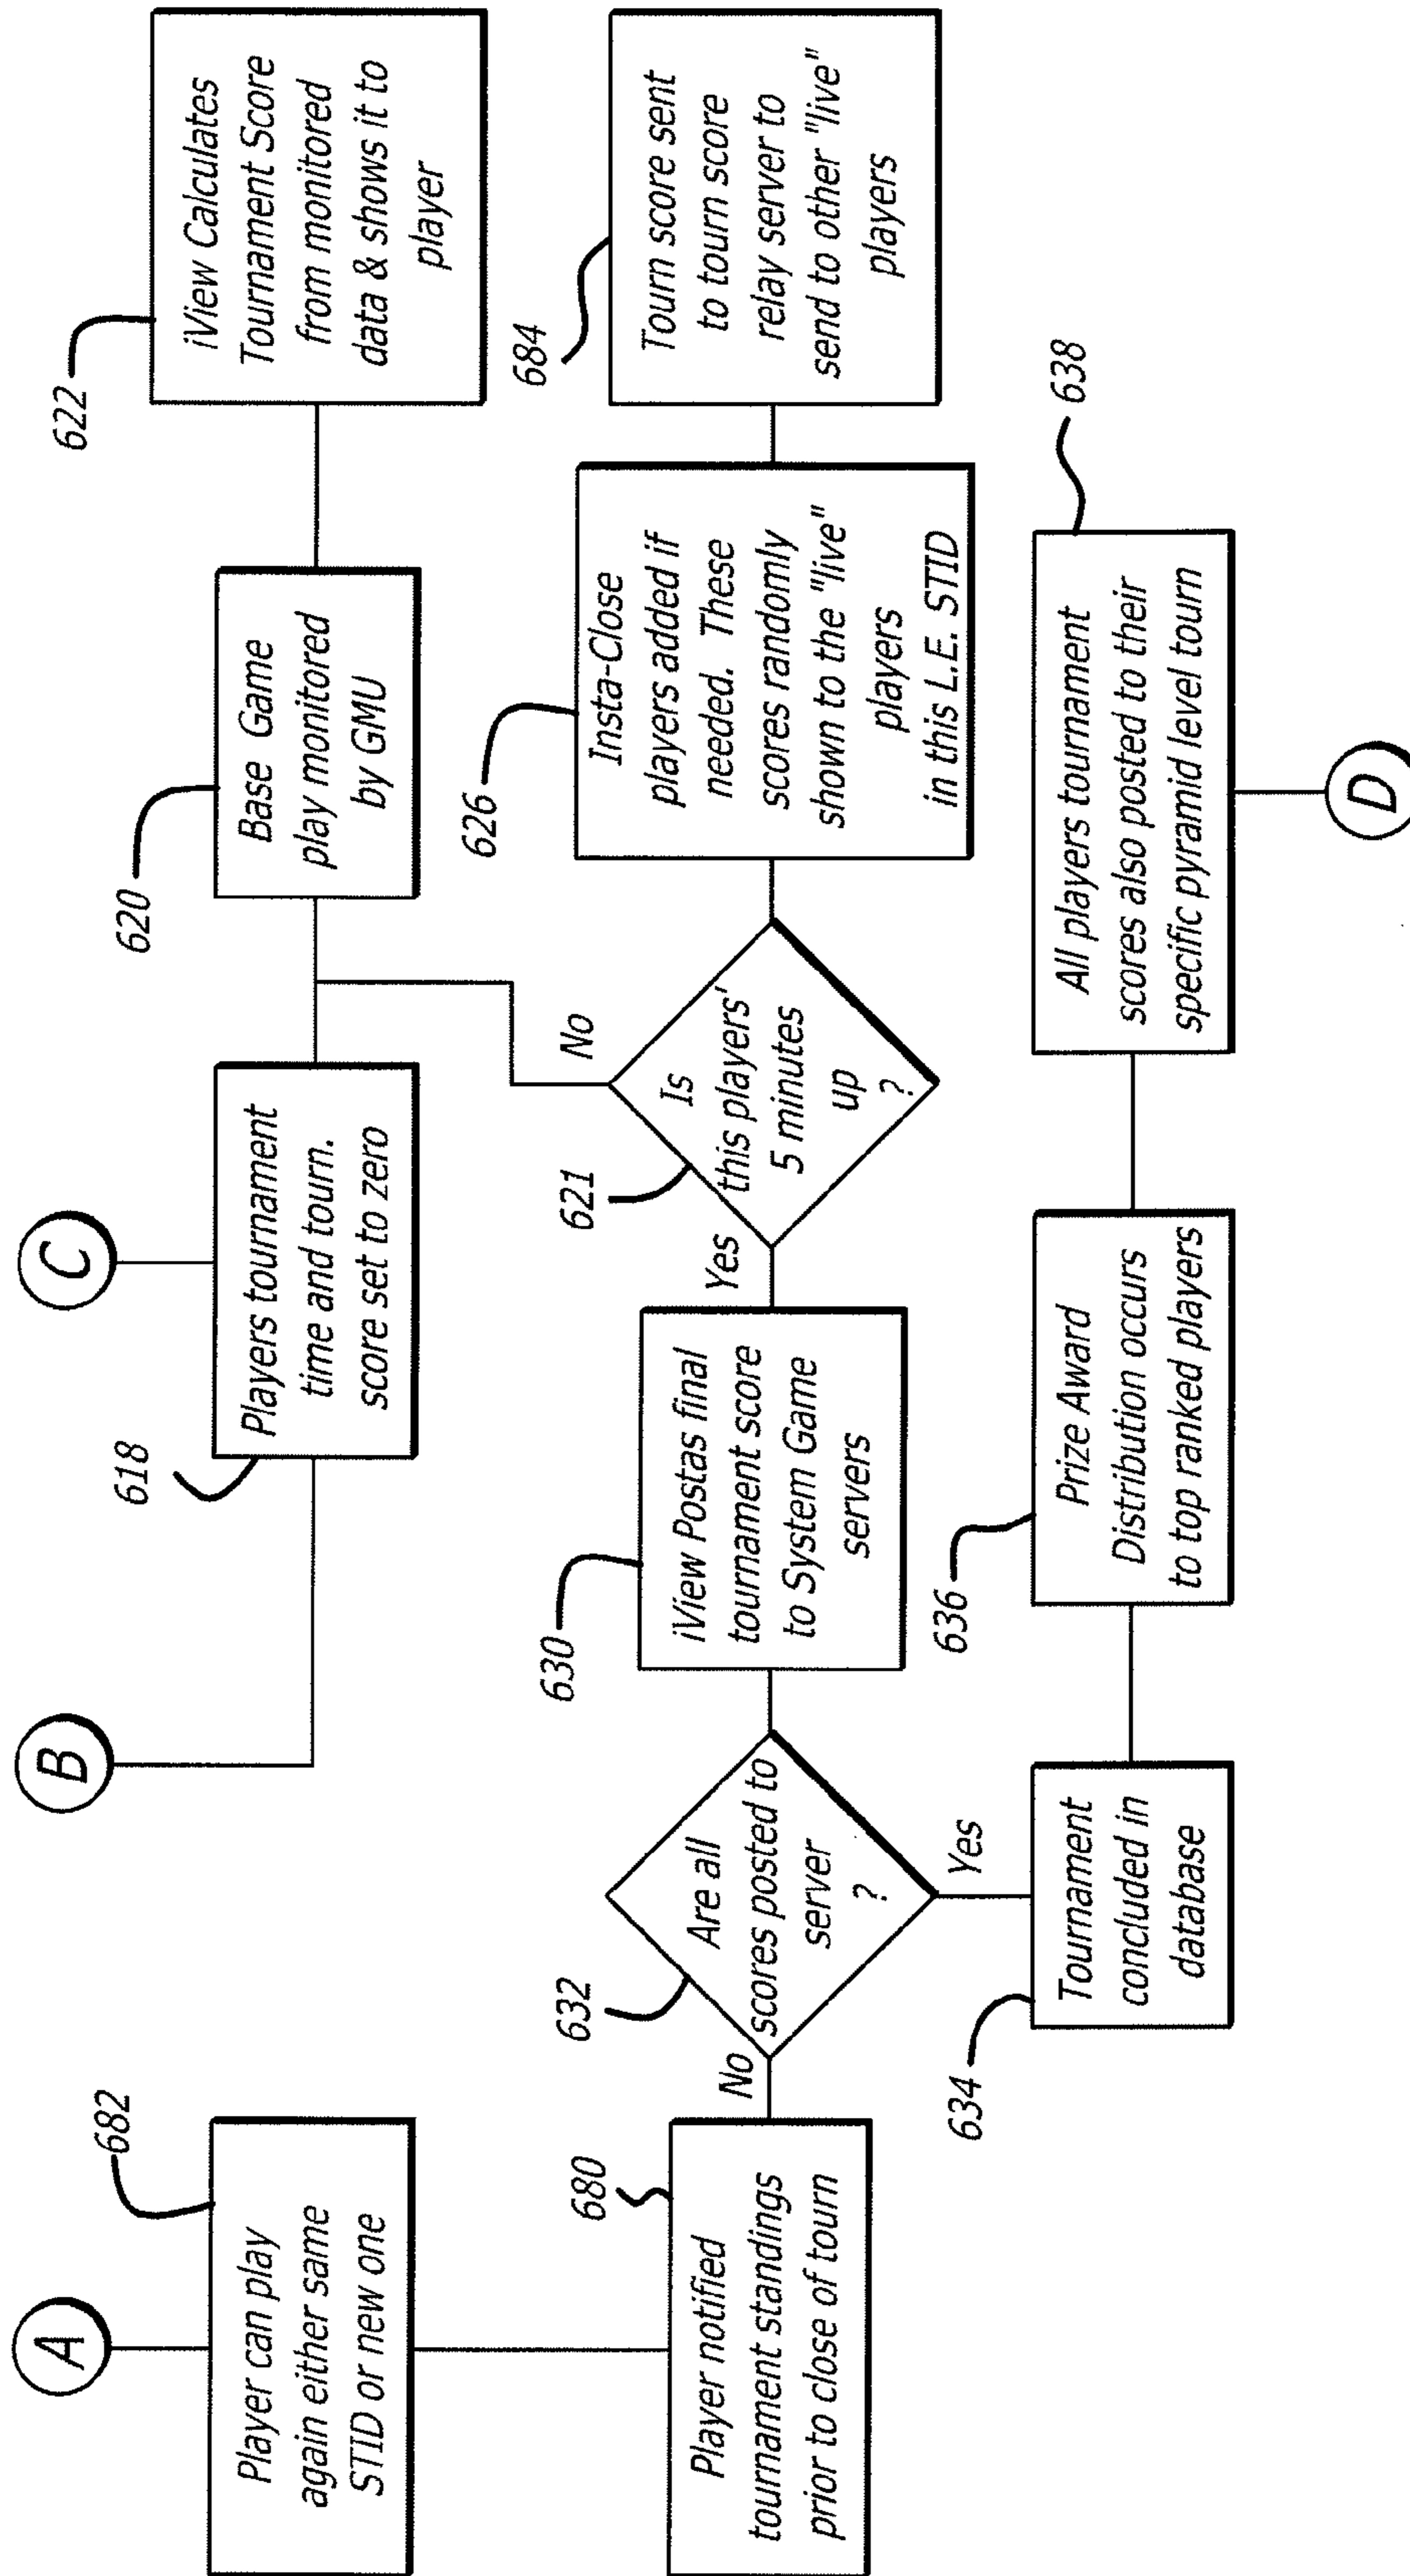 A
B
C
682
Player can play
again either same
STID or new one
618
Players tournament
time and tourn.
score set to zero
620
Base Game
play monitored
by GMU
622
iView Calculates
Tournament Score
from monitored
data & shows it to
player
680
Player notified
tournament standings
prior to close of tourn
No
632
Are all
scores posted to
server
?
Yes
630
iView Postas final
tournament score
to System Game
servers
Yes
621
Is
this players'
5 minutes
up
?
No
626
Insta-Close
players added if
needed. These
scores randomly
shown to the "live"
players
in this L.E. STID
684
Tourn score sent
to tourn score
relay server to
send to other "live"
players
634
Tournament
concluded in
database
636
Prize Award
Distribution occurs
to top ranked players
638
All players tournament
scores also posted to their
specific pyramid level tourn
D